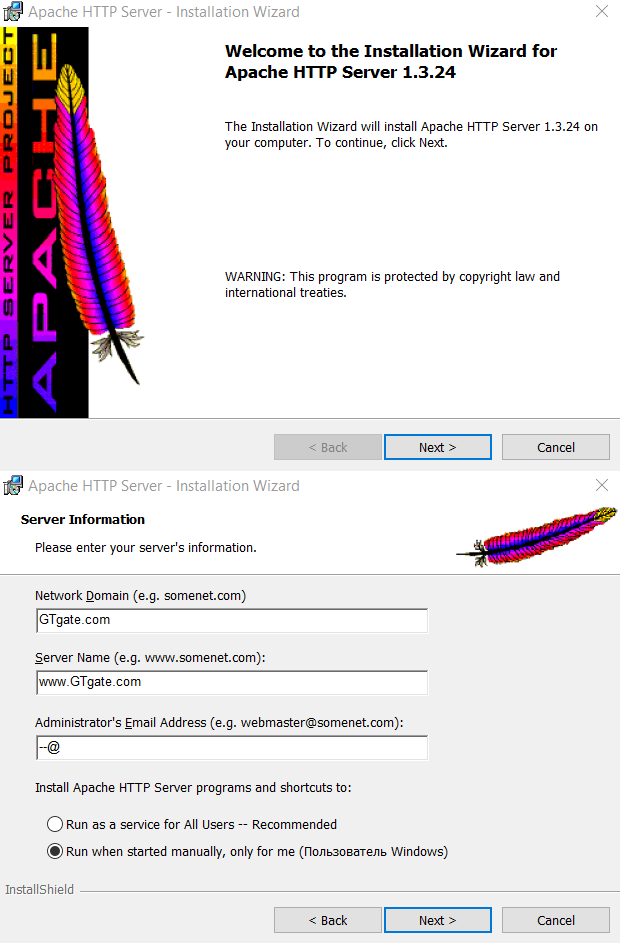 Apache HTTP Server - Installation Wizard
HTTP SERVER PROJECT
APACHE
Welcome to the Installation Wizard for
Apache HTTP Server 1.3.24
The Installation Wizard will install Apache HTTP Server 1.3.24 on
your computer. To continue, click Next.
WARNING: This program is protected by copyright law and
international treaties.
< Back
Next >
Cancel
Apache HTTP Server - Installation Wizard
Server Information
Please enter your server's information.
Network Domain (e.g. somenet.com)
GTgate.com
Server Name (e.g. www.somenet.com):
www.GTgate.com
Administrator's Email Address (e.g. webmaster@somenet.com):
--@
Install Apache HTTP Server programs and shortcuts to:
Run as a service for All Users -- Recommended
Run when started manually, only for me (Пользователь Windows)
InstallShield
< Back
Next >
Cancel